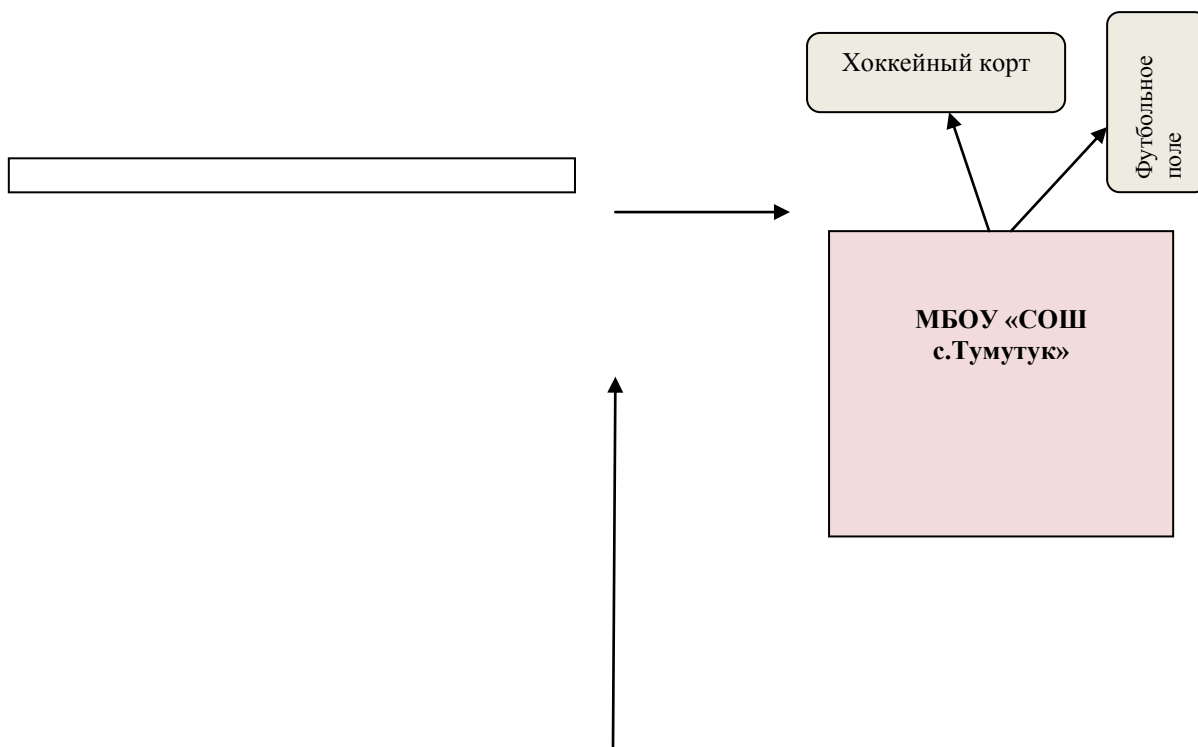 Хоккейный корт
Футбольное
поле
МБОУ «СОШ
с.Тумутук»